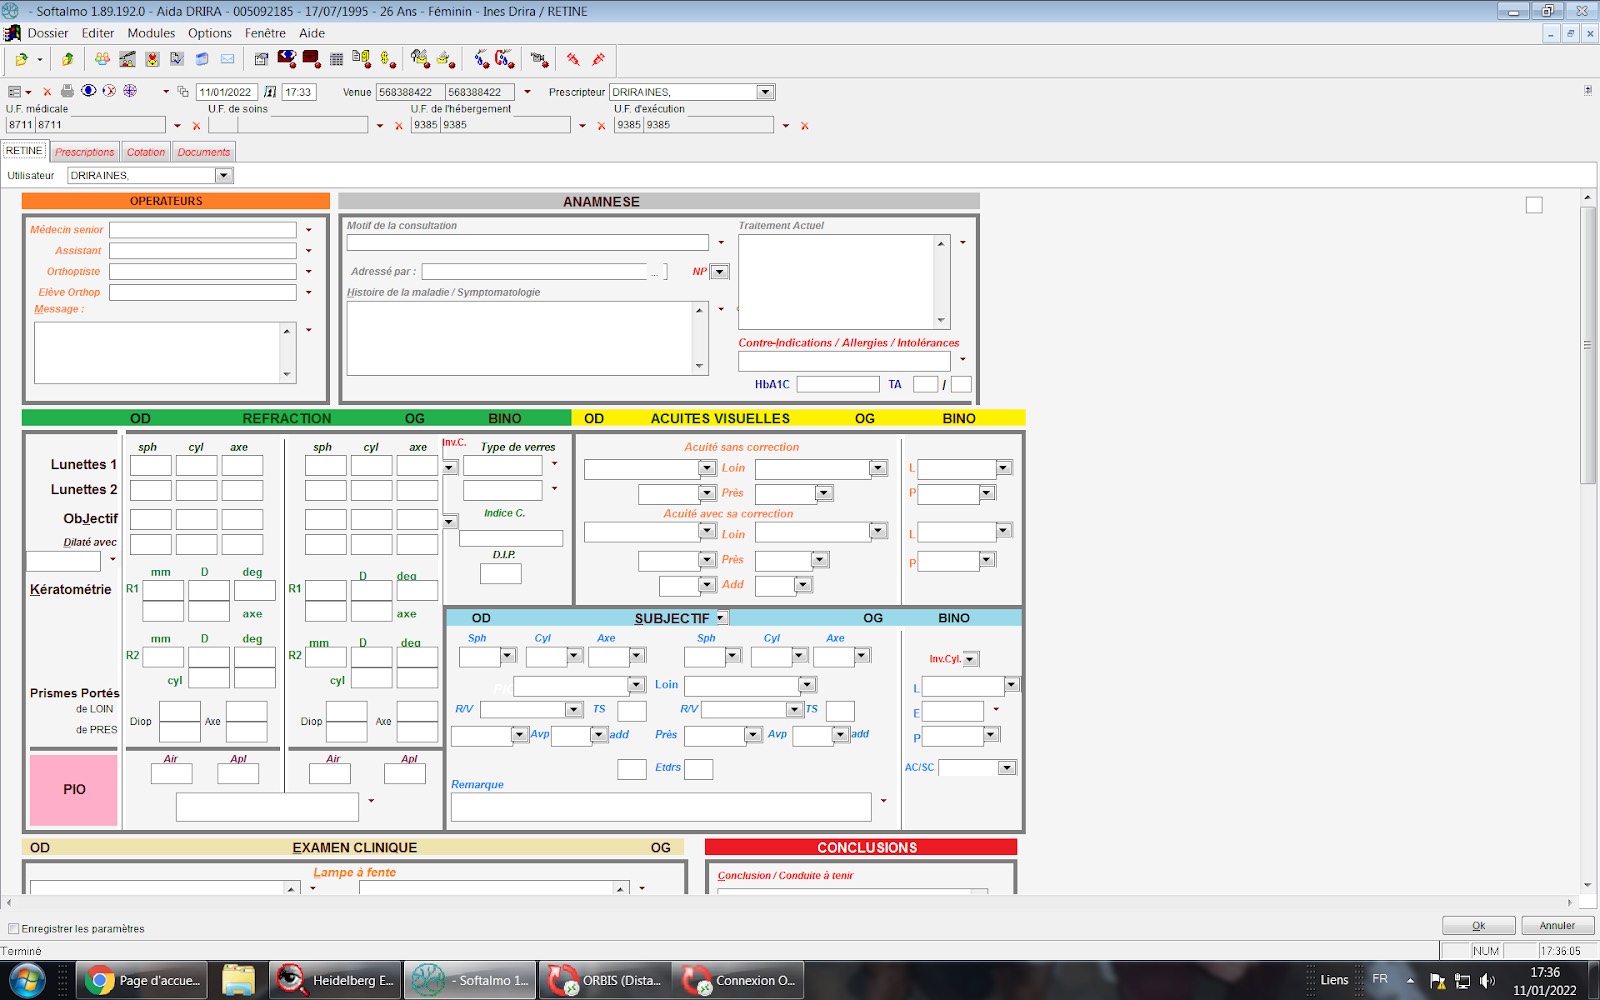 - Softalmo 1.89.192.0 - Aida DRIRA - 005092185 - 17/07/1995 - 26 Ans - Féminin - Ines Drira / RETINE
Dossier Editer Modules Options Fenêtre Aide
11/01/2022 17:33 Venue 568388422 568388422 Prescripteur DRIRAINES,
U.F. médicale U.F. de soins U.F. de l'hébergement U.F. d'exécution
8711 8711 9385 9385 9385 9385
RETINE Prescriptions Cotation Documents
Utilisateur DRIRAINES,
OPERATEURS ANAMNESE
Médecin senior
Assistant
Orthoptiste
Elève Orthop
Message :
Motif de la consultation Traitement Actuel
Adressé par : ... NP
Histoire de la maladie / Symptomatologie
Contre-Indications / Allergies / Intolérances
HbA1C TA /
OD REFRACTION OG BINO OD ACUITES VISUELLES OG BINO
sph cyl axe sph cyl axe Inv.C. Type de verres
Lunettes 1
Lunettes 2
ObJectif
Dilaté avec
Indice C.
D.I.P.
Acuité sans correction
Loin L
Près P
Acuité avec sa correction
Loin L
Près P
Add
mm D deg D deg
Kératométrie R1 R1
axe axe
mm D deg mm D deg
R2 R2
cyl cyl
Prismes Portés
de LOIN
de PRES
Diop Axe Diop Axe
PIO
Air Apl Air Apl
OD SUBJECTIF OG BINO
Sph Cyl Axe Sph Cyl Axe
Inv.Cyl.
Loin L
R/V TS R/V TS E
Avp add Près Avp add P
Etdrs AC/SC
Remarque
OD EXAMEN CLINIQUE OG CONCLUSIONS
Lampe à fente Conclusion / Conduite à tenir
Enregistrer les paramètres Ok Annuler
Terminé NUM 17:36:05
Page d'accue... Heidelberg E... - Softalmo 1... ORBIS (Dista... Connexion O... Liens FR 17:36
11/01/2022